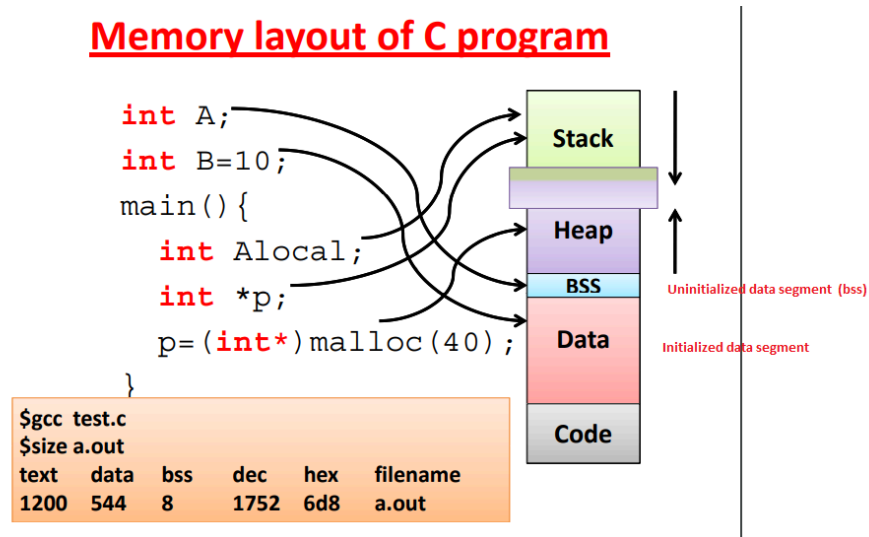 Memory layout of C program
int A;
int B=10;
main(){
int Alocal;
int *p;
p=(int*)malloc(40);
}
Stack
Heap
BSS
Data
Code
Uninitialized data segment (bss)
Initialized data segment
$gcc test.c
$size a.out
text data bss dec hex filename
1200 544 8 1752 6d8 a.out